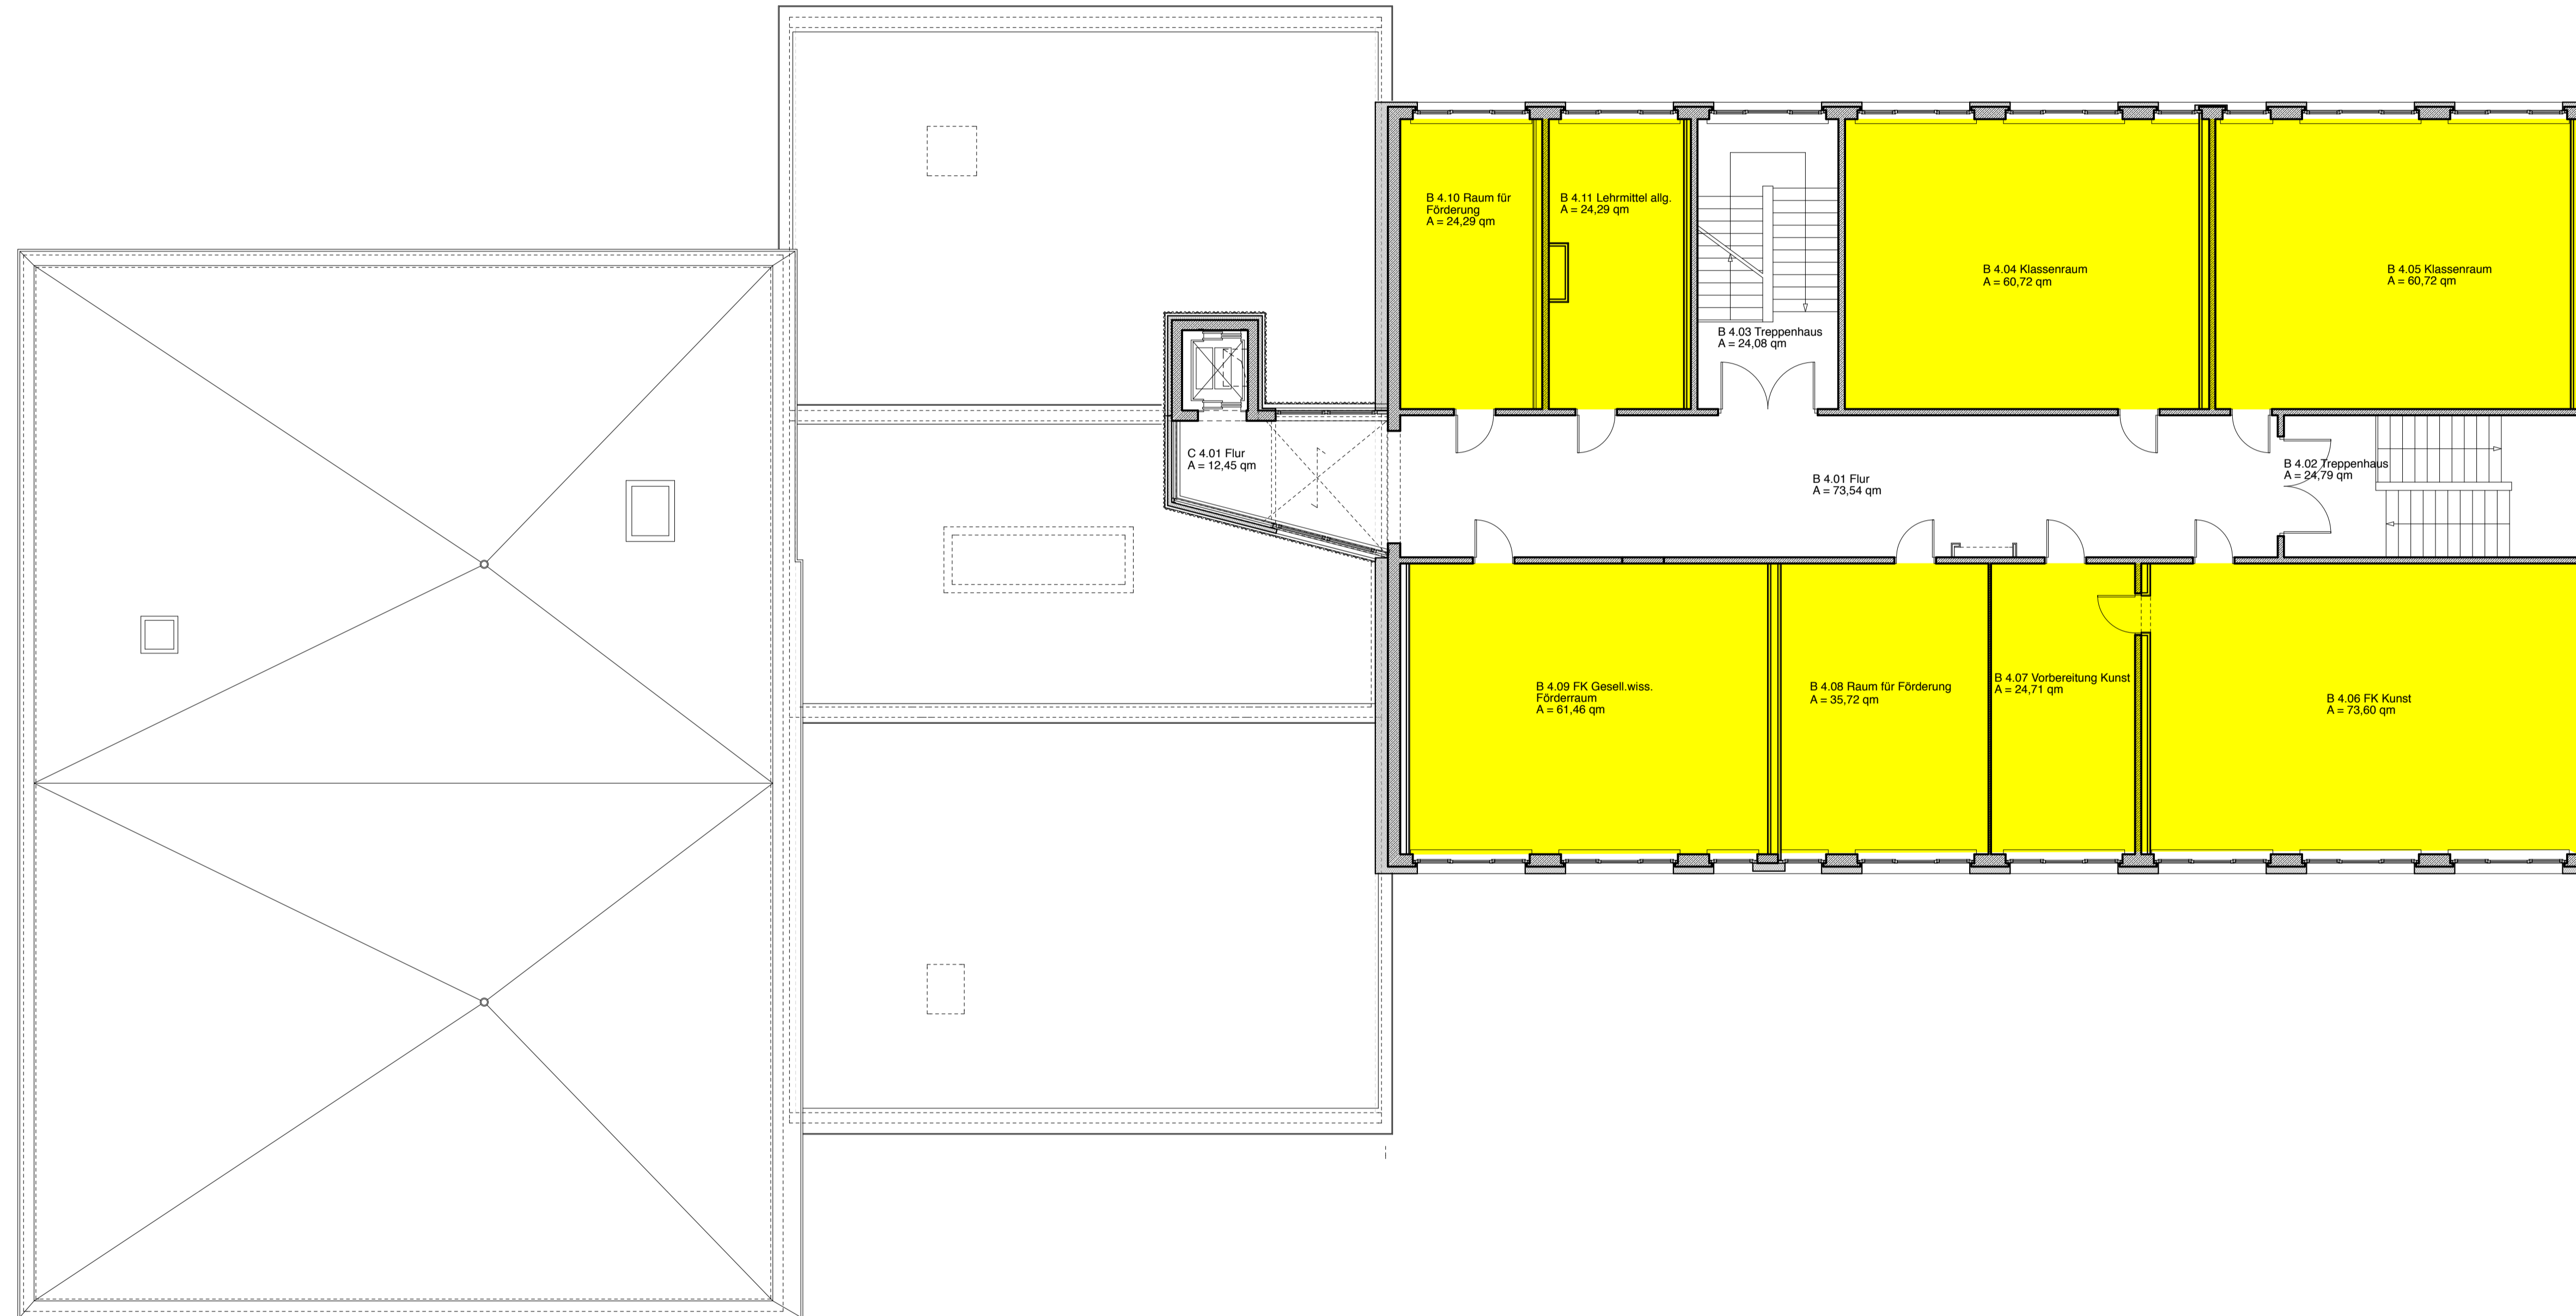 B 4.10 Raum für
Förderung
A = 24,29 qm
B 4.11 Lehrmittel allg.
A = 24,29 qm
B 4.03 Treppenhaus
A = 24,08 qm
B 4.04 Klassenraum
A = 60,72 qm
B 4.05 Klassenraum
A = 60,72 qm
C 4.01 Flur
A = 12,45 qm
B 4.01 Flur
A = 73,54 qm
B 4.02 Treppenhaus
A = 24,79 qm
B 4.09 FK Gesell.wiss.
Förderraum
A = 61,46 qm
B 4.08 Raum für Förderung
A = 35,72 qm
B 4.07 Vorbereitung Kunst
A = 24,71 qm
B 4.06 FK Kunst
A = 73,60 qm